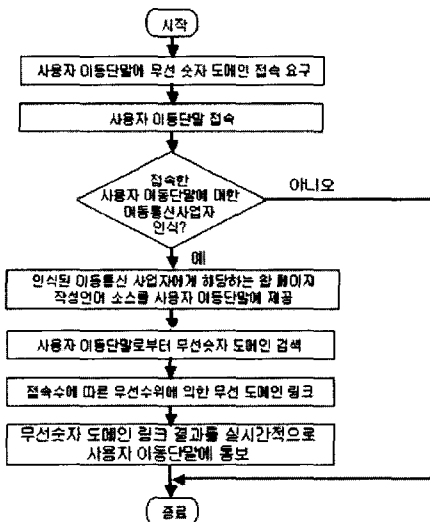 시작
사용자 이동단말에 무선 숫자 도메인 접속 요구
사용자 이동단말 접속
접속한
사용자 이동단말에 대한
이동통신사업자
인식?
아니오
예
인식된 이동통신 사업자에게 해당하는 왑 페이지
작성언어 소스를 사용자 이동단말에 제공
사용자 이동단말로부터 무선숫자 도메인 검색
접속수에 따른 우선순위에 의한 무선 도메인 링크
무선숫자 도메인 링크 결과를 실시간적으로
사용자 이동단말에 통보
종료